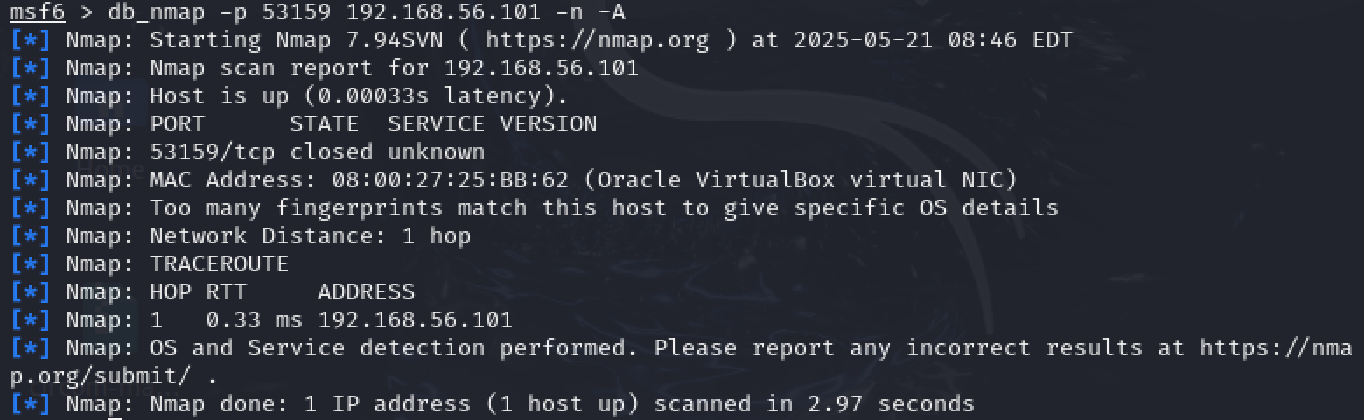 msf6 > db_nmap -p 53159 192.168.56.101 -n -A
[*] Nmap: Starting Nmap 7.94SVN ( https://nmap.org ) at 2025-05-21 08:46 EDT
[*] Nmap: Nmap scan report for 192.168.56.101
[*] Nmap: Host is up (0.00033s latency).
[*] Nmap: PORT      STATE  SERVICE VERSION
[*] Nmap: 53159/tcp closed unknown
[*] Nmap: MAC Address: 08:00:27:25:BB:62 (Oracle VirtualBox virtual NIC)
[*] Nmap: Too many fingerprints match this host to give specific OS details
[*] Nmap: Network Distance: 1 hop
[*] Nmap: TRACEROUTE
[*] Nmap: HOP RTT     ADDRESS
[*] Nmap: 1   0.33 ms 192.168.56.101
[*] Nmap: OS and Service detection performed. Please report any incorrect results at https://nma
p.org/submit/ .
[*] Nmap: Nmap done: 1 IP address (1 host up) scanned in 2.97 seconds